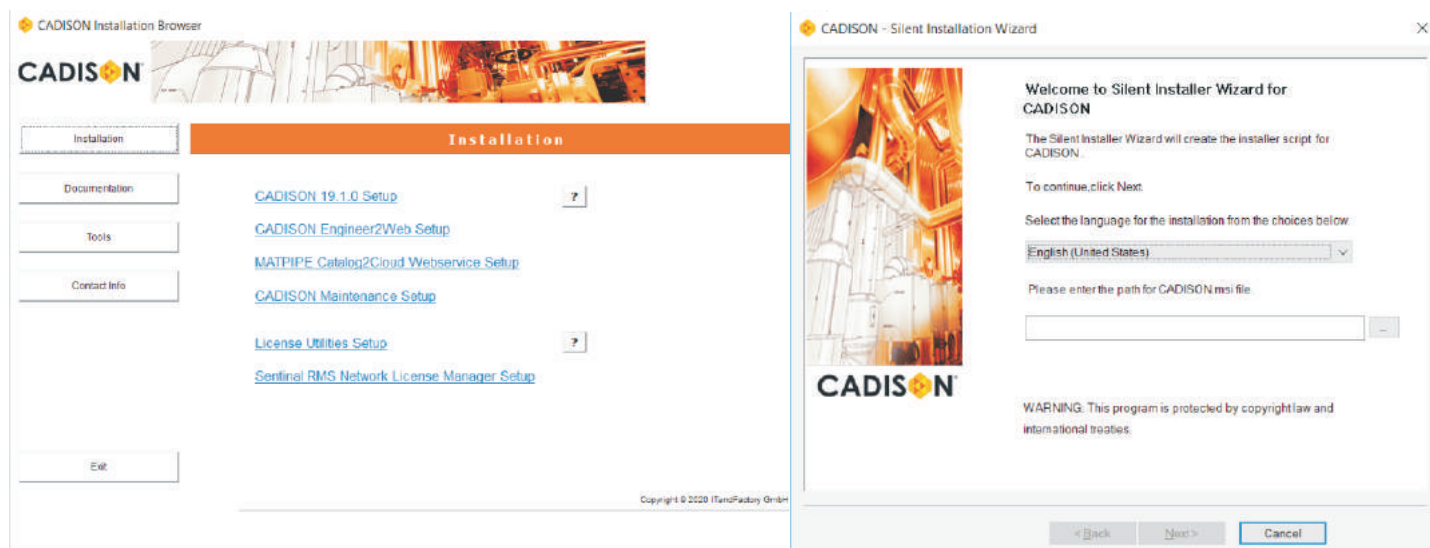 CADISON Installation Browser
CADISON
Installation
Installation
Documentation
CADISON 19.1.0 Setup
?
CADISON Engineer2Web Setup
Tools
MATPIPE Catalog2Cloud Webservice Setup
Contact Info
CADISON Maintenance Setup
License Utilities Setup
?
Sentinal RMS Network License Manager Setup
Exit
Copyright © 2020 ITandFactory GmbH
CADISON - Silent Installation Wizard
Welcome to Silent Installer Wizard for
CADISON
The Silent Installer Wizard will create the installer script for
CADISON .
To continue,click Next
Select the language for the installation from the choices below.
English (United States)
Please enter the path for CADISON.msi file.
...
CADISON
WARNING: This program is protected by copyright law and
international treaties.
< Back
Next >
Cancel